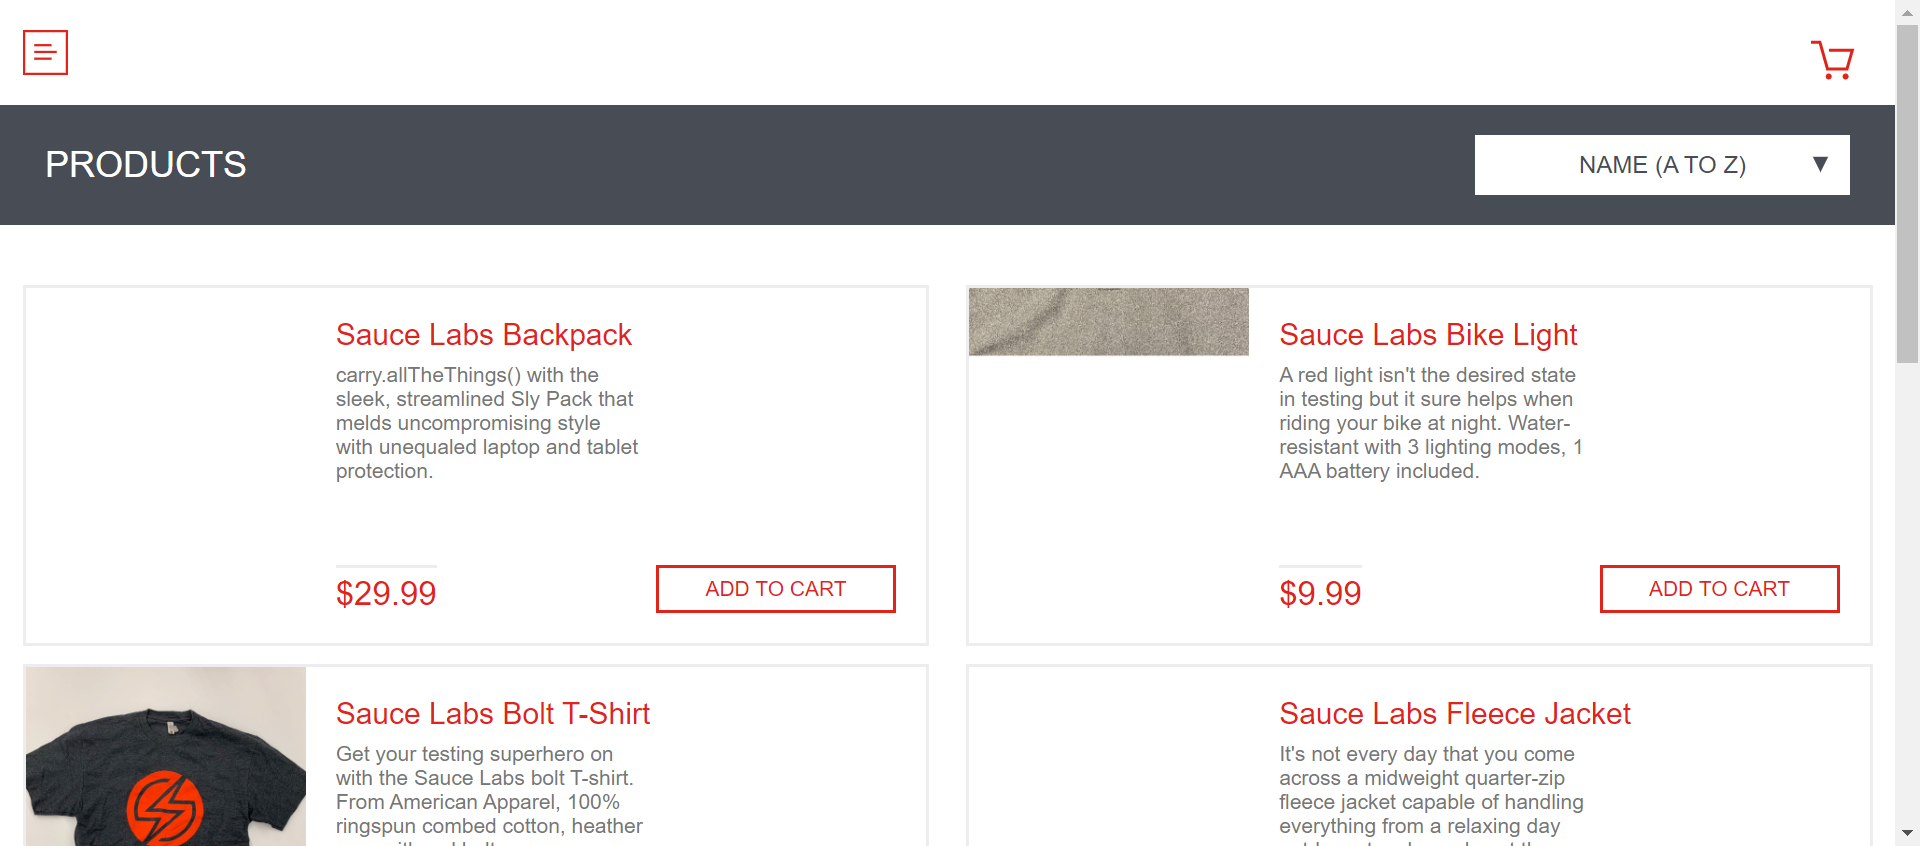 PRODUCTS
NAME (A TO Z)
Sauce Labs Backpack
carry.allTheThings() with the
sleek, streamlined Sly Pack that
melds uncompromising style
with unequaled laptop and tablet
protection.
$29.99
ADD TO CART
Sauce Labs Bike Light
A red light isn't the desired state
in testing but it sure helps when
riding your bike at night. Water-
resistant with 3 lighting modes, 1
AAA battery included.
$9.99
ADD TO CART
Sauce Labs Bolt T-Shirt
Get your testing superhero on
with the Sauce Labs bolt T-shirt.
From American Apparel, 100%
ringspun combed cotton, heather
Sauce Labs Fleece Jacket
It's not every day that you come
across a midweight quarter-zip
fleece jacket capable of handling
everything from a relaxing day